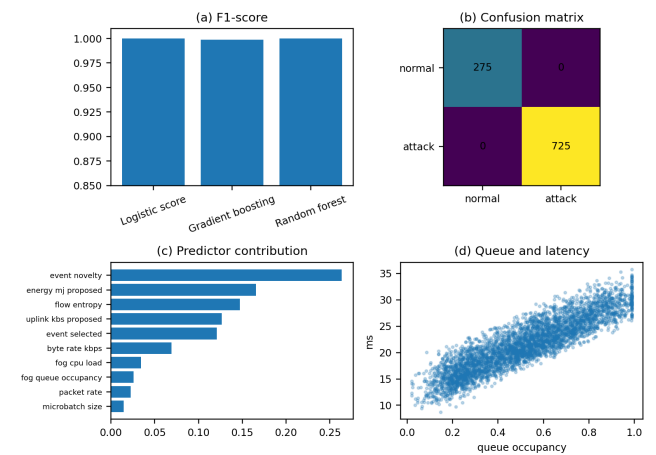 (a) F1-score
1.000
0.975
0.950
0.925
0.900
0.875
0.850
Logistic score
Gradient boosting
Random forest
(b) Confusion matrix
normal
attack
275
0
0
725
normal
attack
(c) Predictor contribution
event novelty
energy mj proposed
flow entropy
uplink kbs proposed
event selected
byte rate kbps
fog cpu load
fog queue occupancy
packet rate
microbatch size
0.00
0.05
0.10
0.15
0.20
0.25
(d) Queue and latency
ms
35
30
25
20
15
10
0.0
0.2
0.4
0.6
0.8
1.0
queue occupancy